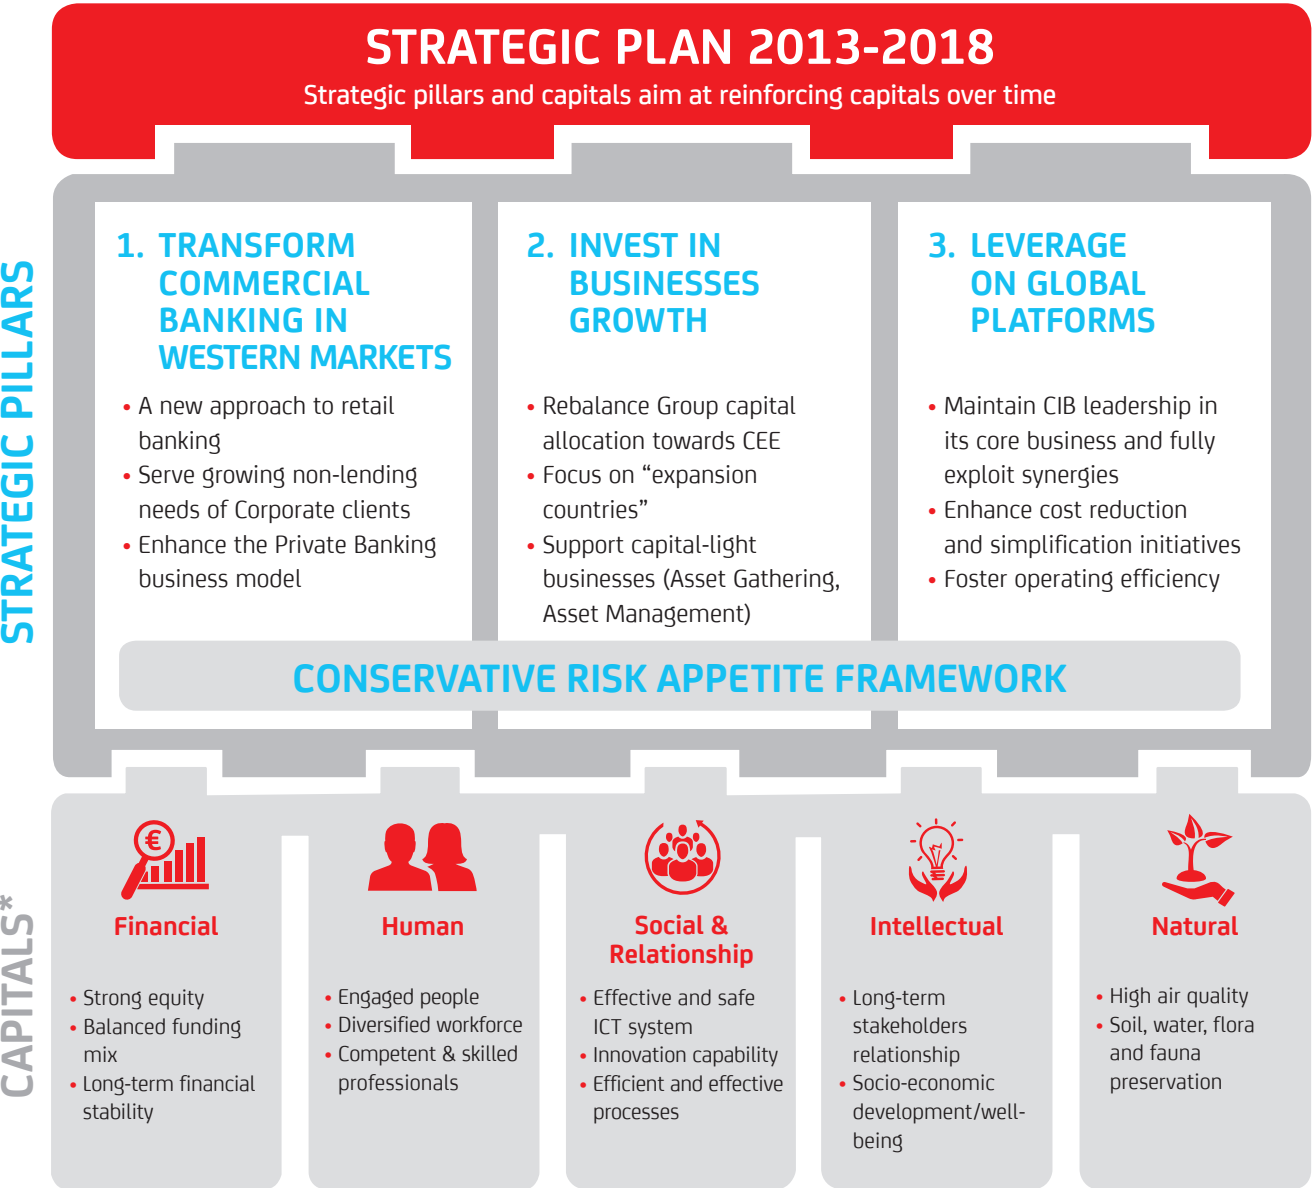 STRATEGIC PLAN 2013-2018
Strategic pillars and capitals aim at reinforcing capitals over time
STRATEGIC PILLARS
1. TRANSFORM
COMMERCIAL
BANKING IN
WESTERN MARKETS
• A new approach to retail
banking
• Serve growing non-lending
needs of Corporate clients
• Enhance the Private Banking
business model
2. INVEST IN
BUSINESSES
GROWTH
• Rebalance Group capital
allocation towards CEE
• Focus on “expansion
countries”
• Support capital-light
businesses (Asset Gathering,
Asset Management)
3. LEVERAGE
ON GLOBAL
PLATFORMS
• Maintain CIB leadership in
its core business and fully
exploit synergies
• Enhance cost reduction
and simplification initiatives
• Foster operating efficiency
CONSERVATIVE RISK APPETITE FRAMEWORK
CAPITALS*
€
Financial
• Strong equity
• Balanced funding
mix
• Long-term financial
stability
Human
• Engaged people
• Diversified workforce
• Competent & skilled
professionals
Social &
Relationship
• Effective and safe
ICT system
• Innovation capability
• Efficient and effective
processes
Intellectual
• Long-term
stakeholders
relationship
• Socio-economic
development/well-
being
Natural
• High air quality
• Soil, water, flora
and fauna
preservation